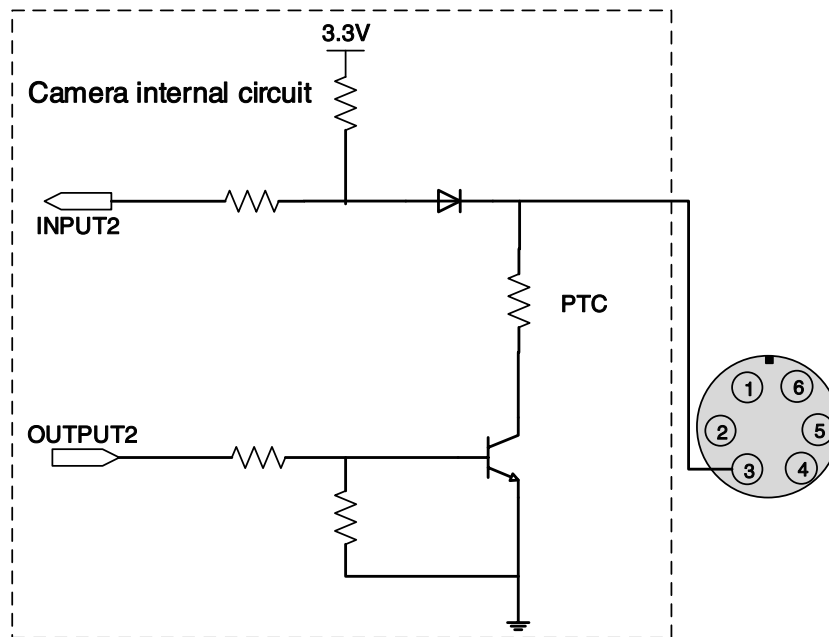 3.3V
Camera internal circuit
INPUT2
PTC
OUTPUT2
1
6
2
5
3
4